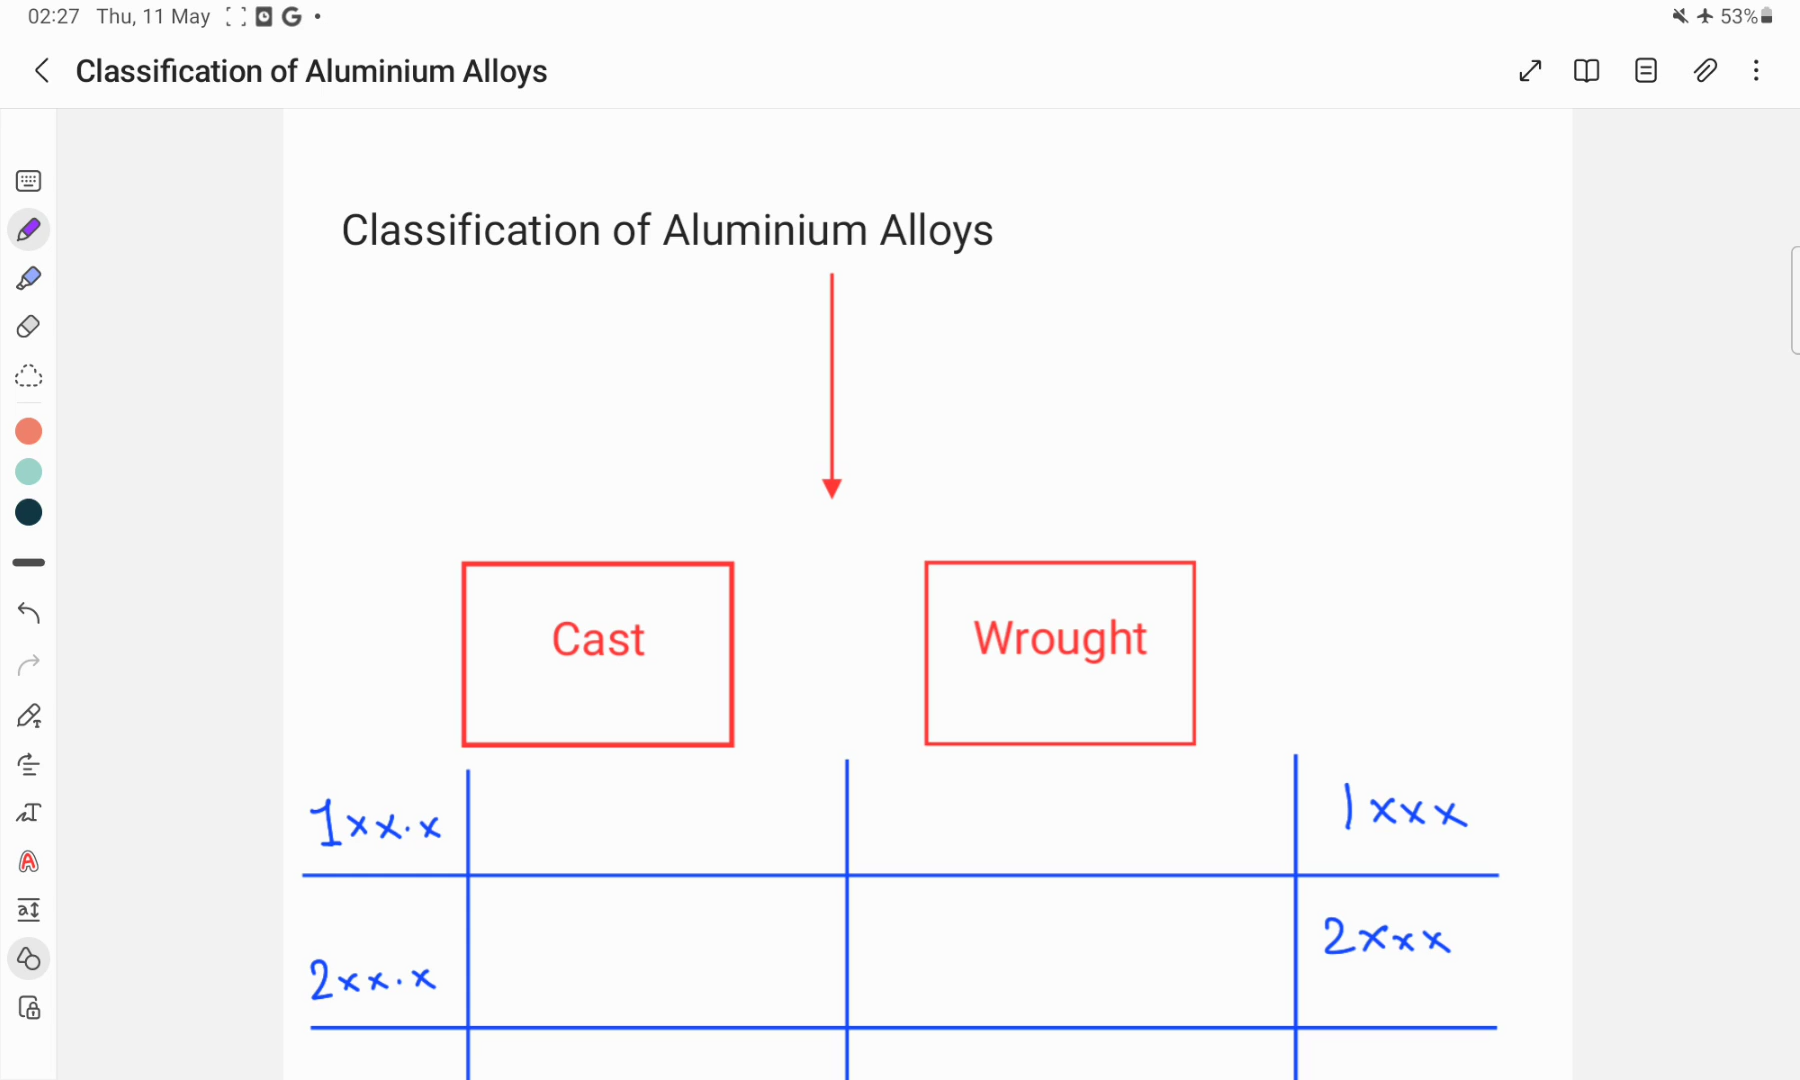 02:27 Thu, 11 May
53%
Classification of Aluminium Alloys
Classification of Aluminium Alloys
Cast
Wrought
1xx.x
1xxx
2xx.x
2xxx